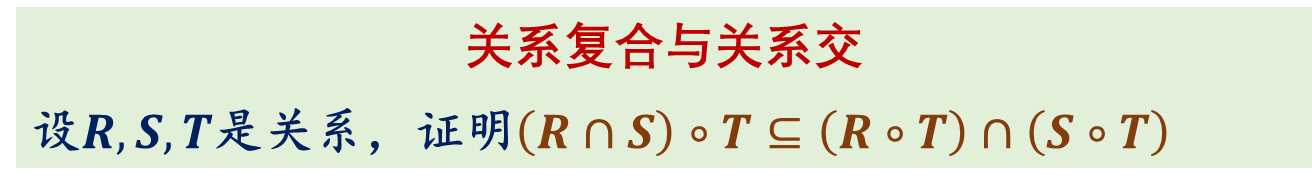 关系复合与关系交
设R,S,T是关系，证明(R ∩ S) ∘ T ⊆ (R ∘ T) ∩ (S ∘ T)